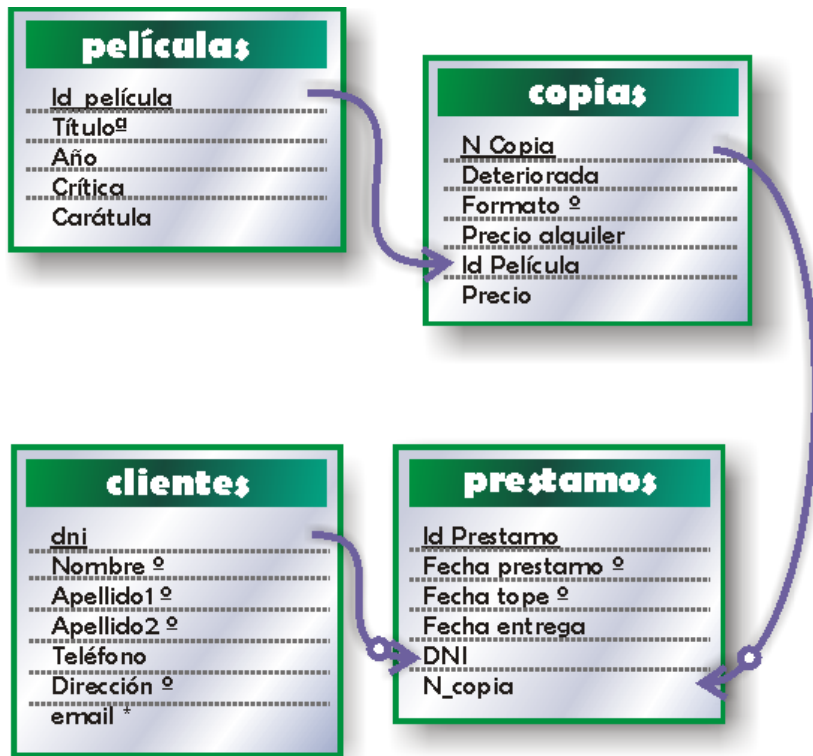 películas
Id_película
Títuloª
Año
Crítica
Carátula
copias
N Copia
Deteriorada
Formato º
Precio alquiler
Id Película
Precio
clientes
dni
Nombre º
Apellido1 º
Apellido2 º
Teléfono
Dirección º
email *
prestamos
Id Prestamo
Fecha prestamo º
Fecha tope º
Fecha entrega
DNI
N_copia